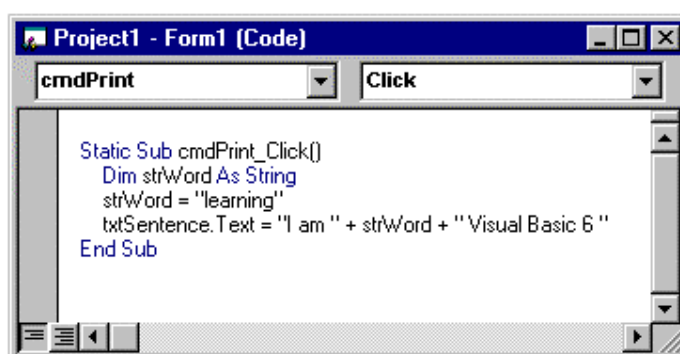 Project1 - Form1 (Code)
cmdPrint Click
Static Sub cmdPrint_Click()
Dim strWord As String
strWord = "learning"
txtSentence.Text = "I am " + strWord + " Visual Basic 6 "
End Sub